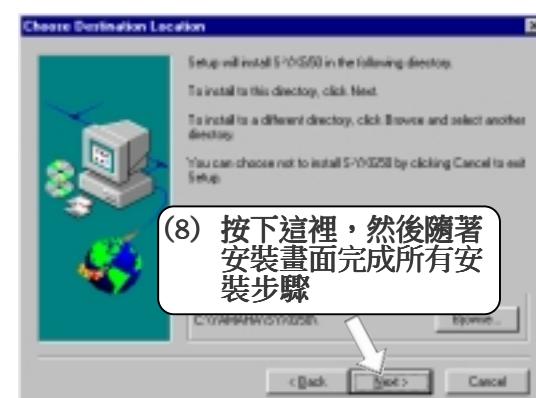 Choose Destination Location
Setup will install S-YXG50 in the following directory.
To install to this directory, click Next.
To install to a different directory, click Browse and select another
directory.
You can choose not to install S-YXG50 by clicking Cancel to exit
Setup.
(8) 按下這裡，然後隨著
安裝畫面完成所有安
裝步驟
Browse...
< Back
Next >
Cancel